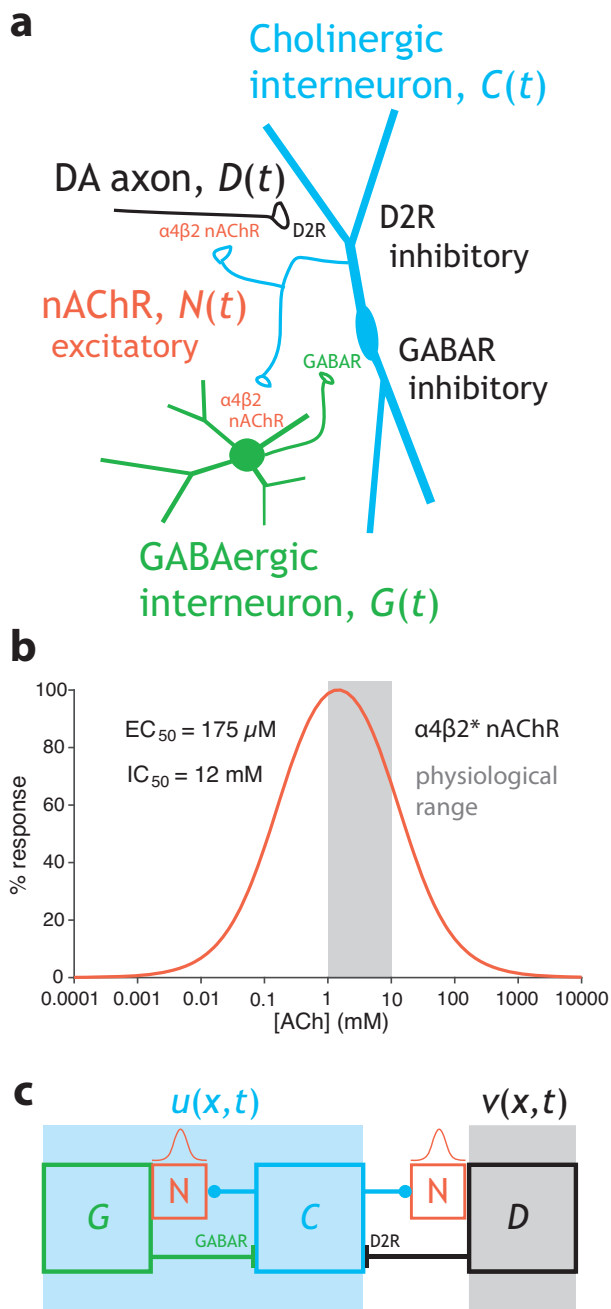 a
Cholinergic
interneuron, C(t)
DA axon, D(t)
D2R
α4β2 nAChR
D2R
inhibitory
nAChR, N(t)
excitatory
GABAR
GABAR
inhibitory
α4β2
nAChR
GABAergic
interneuron, G(t)
b
100
80
60
40
20
0
% response
EC50 = 175 µM
IC50 = 12 mM
α4β2* nAChR
physiological
range
0.0001 0.001 0.01 0.1 1 10 100 1000 10000
[ACh] (mM)
c
u(x,t) v(x,t)
G N C N D
GABAR D2R